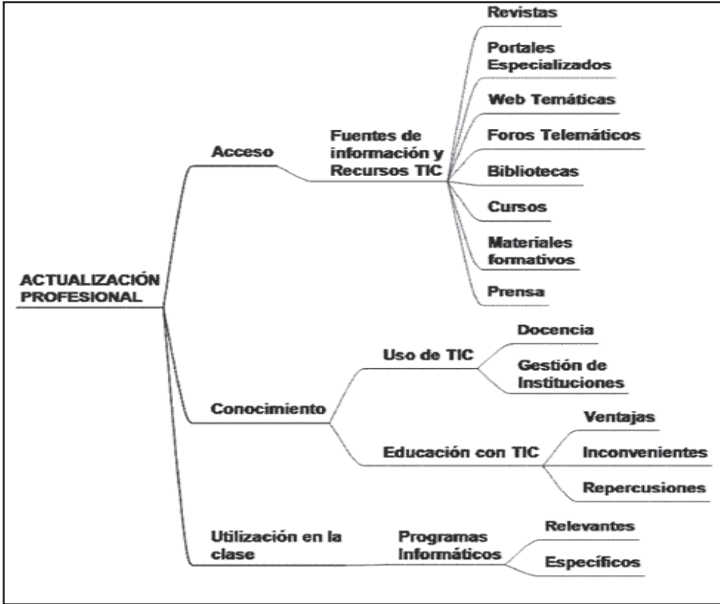 ACTUALIZACIÓN
PROFESIONAL
Acceso
Fuentes de
información y
Recursos TIC
Revistas
Portales
Especializados
Web Temáticas
Foros Telemáticos
Bibliotecas
Cursos
Materiales
formativos
Prensa
Conocimiento
Uso de TIC
Docencia
Gestión de
Instituciones
Educación con TIC
Ventajas
Inconvenientes
Repercusiones
Utilización en la
clase
Programas
Informáticos
Relevantes
Específicos